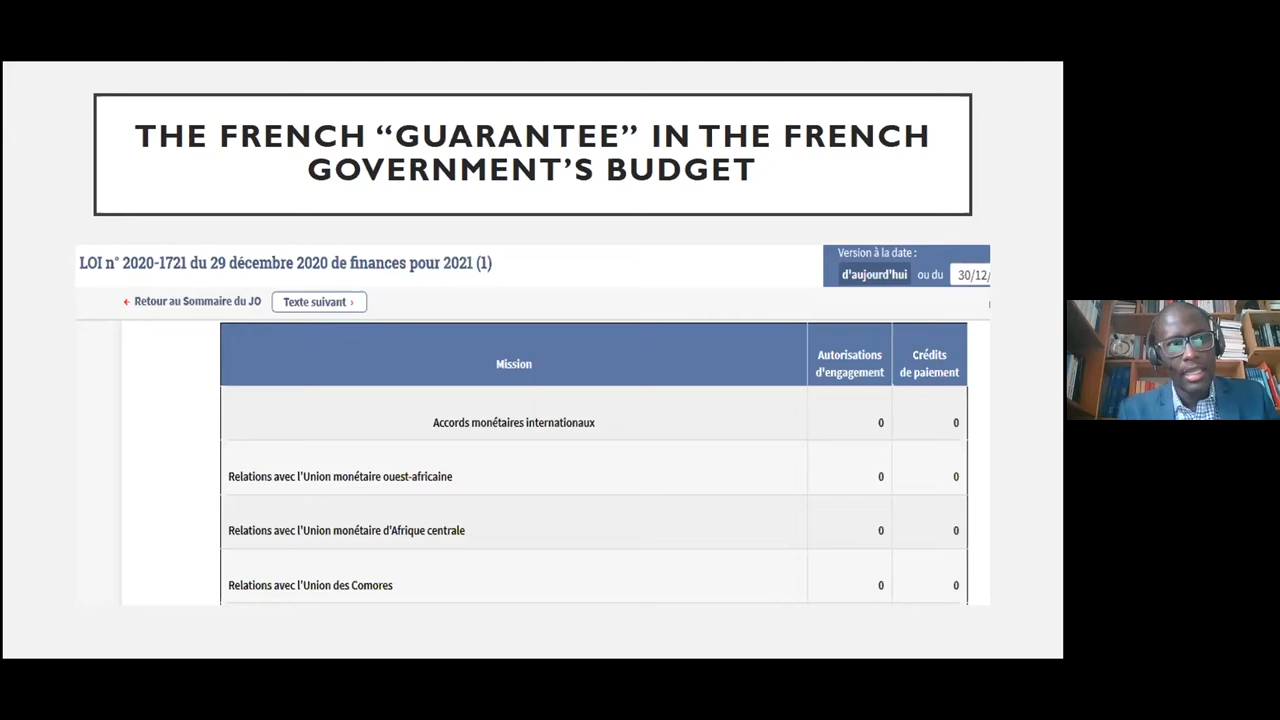 THE FRENCH “GUARANTEE” IN THE FRENCH
GOVERNMENT’S BUDGET
LOI n° 2020-1721 du 29 décembre 2020 de finances pour 2021 (1)
Version à la date :
d'aujourd'hui ou du 30/12/
Retour au Sommaire du JO Texte suivant ›
Mission
Autorisations
d'engagement
Crédits
de paiement
Accords monétaires internationaux 0 0
Relations avec l'Union monétaire ouest-africaine 0 0
Relations avec l'Union monétaire d'Afrique centrale 0 0
Relations avec l'Union des Comores 0 0